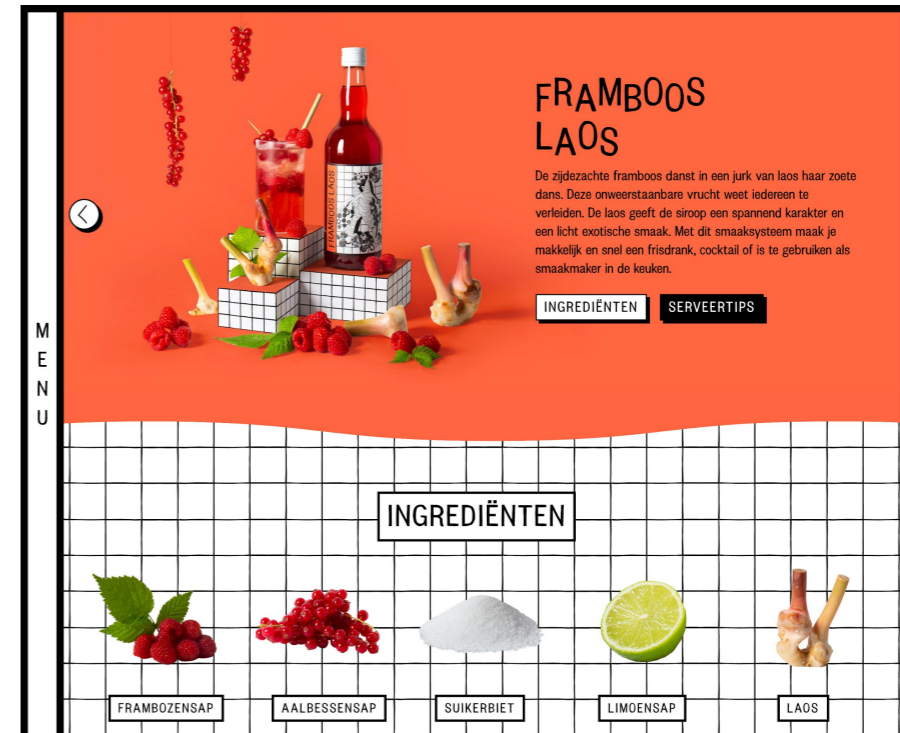 MENU
FRAMBOOS
LAOS
De zijdezachte framboos danst in een jurk van laos haar zoete
dans. Deze onweerstaanbare vrucht weet iedereen te
verleiden. De laos geeft de siroop een spannend karakter en
een licht exotische smaak. Met dit smaaksysteem maak je
makkelijk en snel een frisdrank, cocktail of is te gebruiken als
smaakmaker in de keuken.
INGREDIËNTEN
SERVEERTIPS
FRAMBOOS LAOS
INGREDIËNTEN
FRAMBOZENSAP
AALBESSENSAP
SUIKERBIET
LIMOENSAP
LAOS